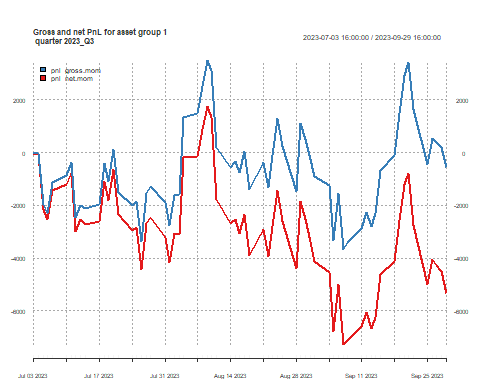 Gross and net PnL for asset group 1
quarter 2023_Q3
2023-07-03 16:00:00 / 2023-09-29 16:00:00
pnl_gross.mom
pnl_net.mom
2000 2000
0 0
-2000 -2000
-4000 -4000
-6000 -6000
Jul 03 2023 Jul 17 2023 Jul 31 2023 Aug 14 2023 Aug 28 2023 Sep 11 2023 Sep 25 2023